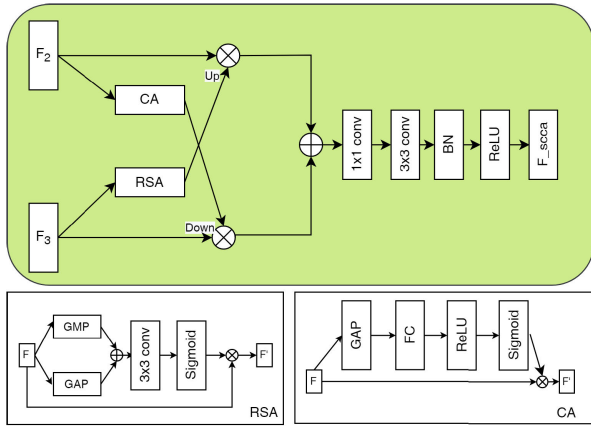 F2
Up
CA
RSA
F3
Down
1x1 conv
3x3 conv
BN
ReLU
F_scca
F
GMP
GAP
3x3 conv
Sigmoid
F'
RSA
F
GAP
FC
ReLU
Sigmoid
F'
CA